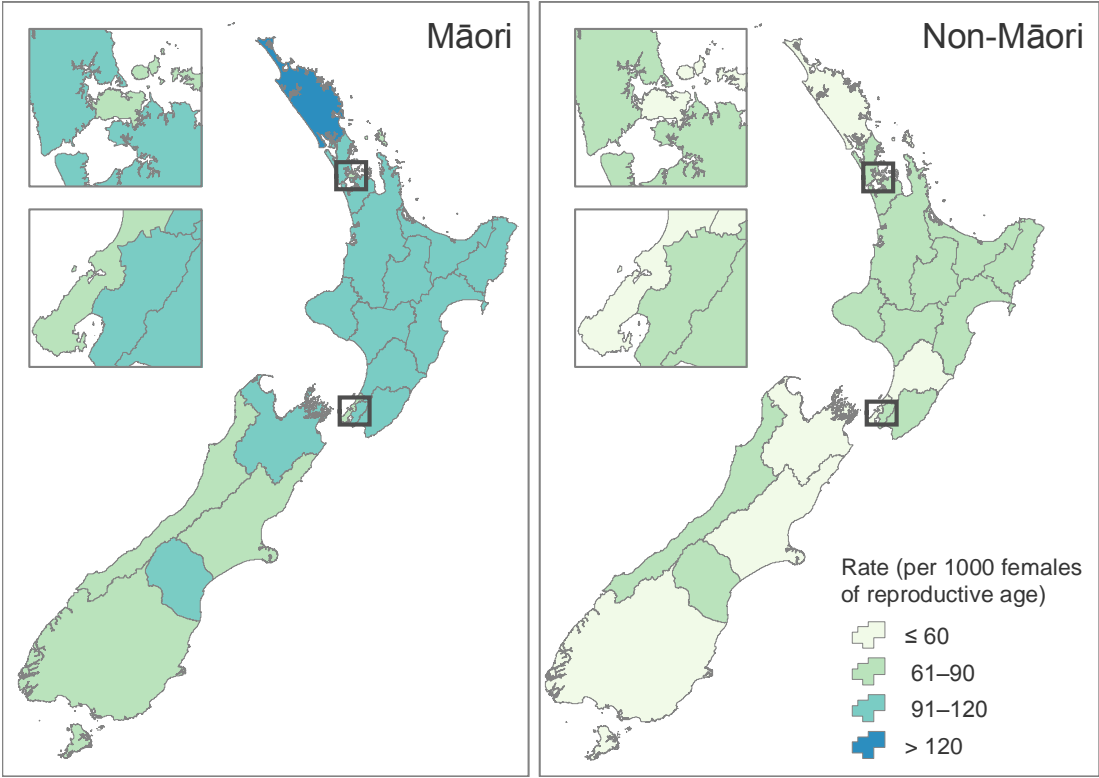 Māori
Non-Māori
Rate (per 1000 females
of reproductive age)
≤ 60
61–90
91–120
> 120